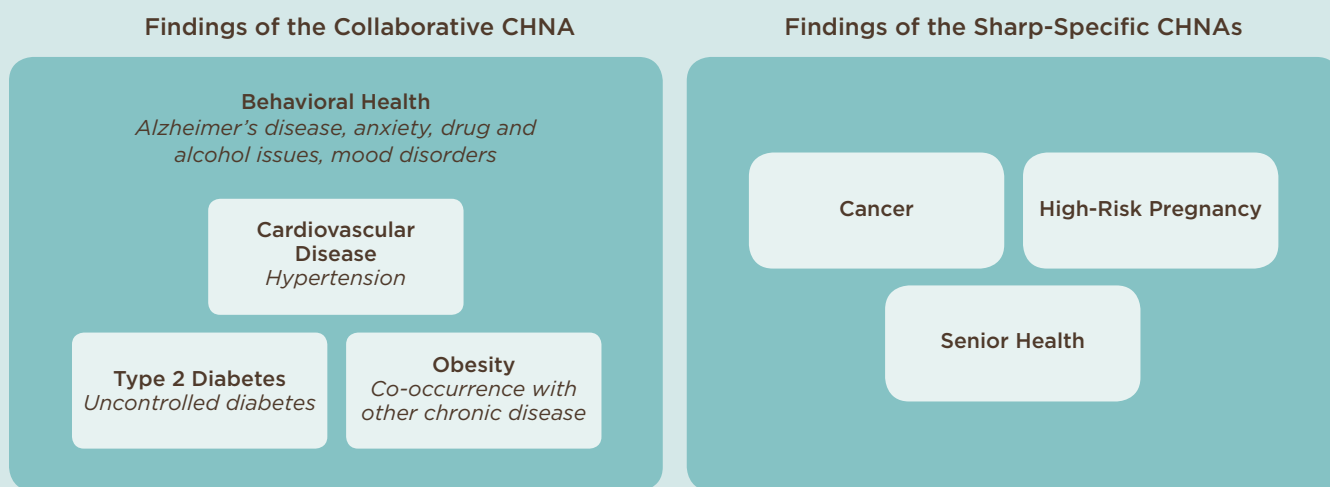 Findings of the Collaborative CHNA
Behavioral Health
Alzheimer's disease, anxiety, drug and
alcohol issues, mood disorders
Cardiovascular
Disease
Hypertension
Type 2 Diabetes
Uncontrolled diabetes
Obesity
Co-occurrence with
other chronic disease
Findings of the Sharp-Specific CHNAs
Cancer
High-Risk Pregnancy
Senior Health